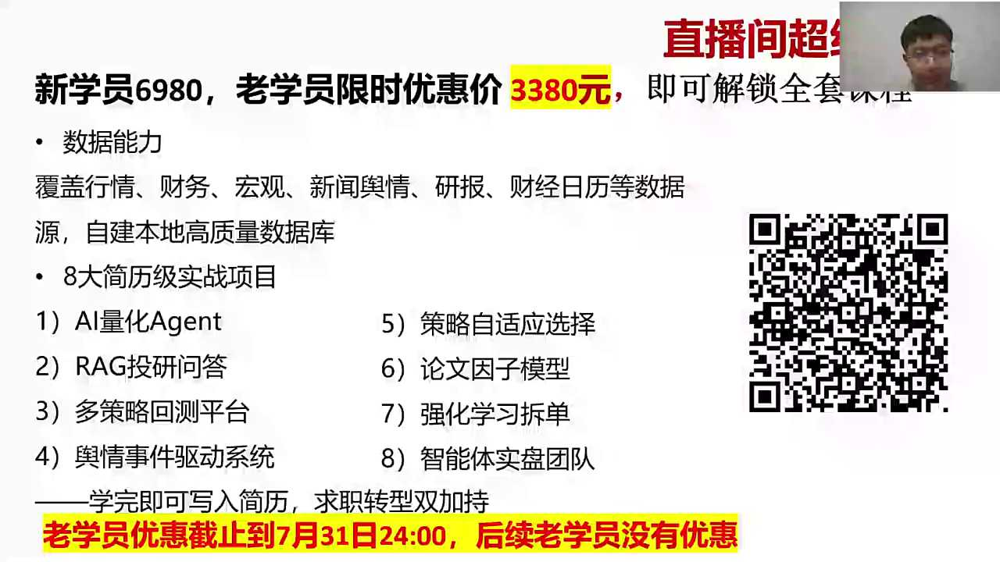 直播间超
新学员6980，老学员限时优惠价 3380元，即可解锁全套课程
• 数据能力
覆盖行情、财务、宏观、新闻舆情、研报、财经日历等数据
源，自建本地高质量数据库
• 8大简历级实战项目
1）AI量化Agent
2）RAG投研问答
3）多策略回测平台
4）舆情事件驱动系统
5）策略自适应选择
6）论文因子模型
7）强化学习拆单
8）智能体实盘团队
——学完即可写入简历，求职转型双加持
老学员优惠截止到7月31日24:00，后续老学员没有优惠